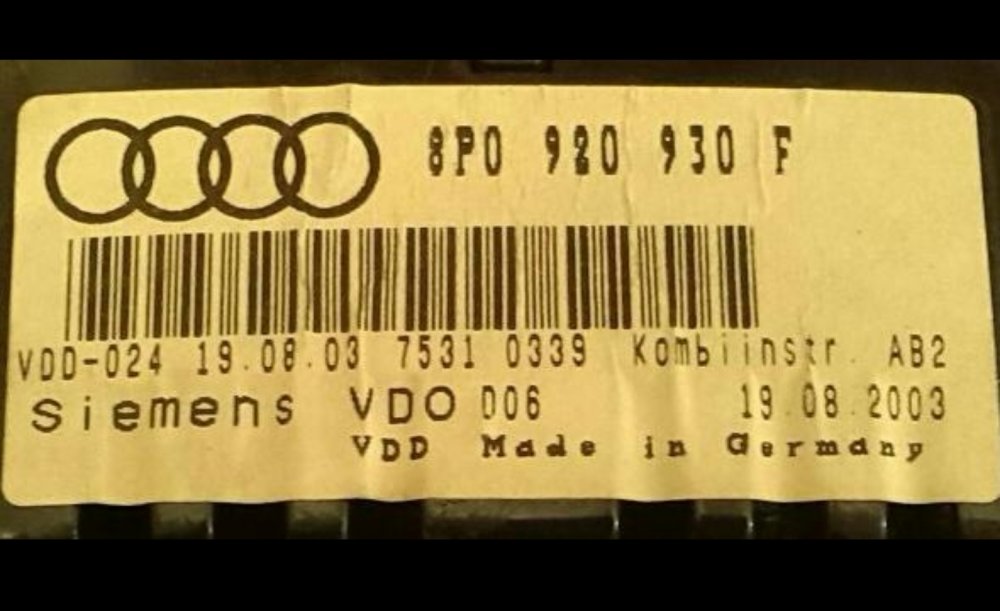 8P0 920 930 F
VDD-024 19.08.03 7531 0339 Kombiinstr. AB2
Siemens VDO 006 19.08.2003
VDD Made in Germany